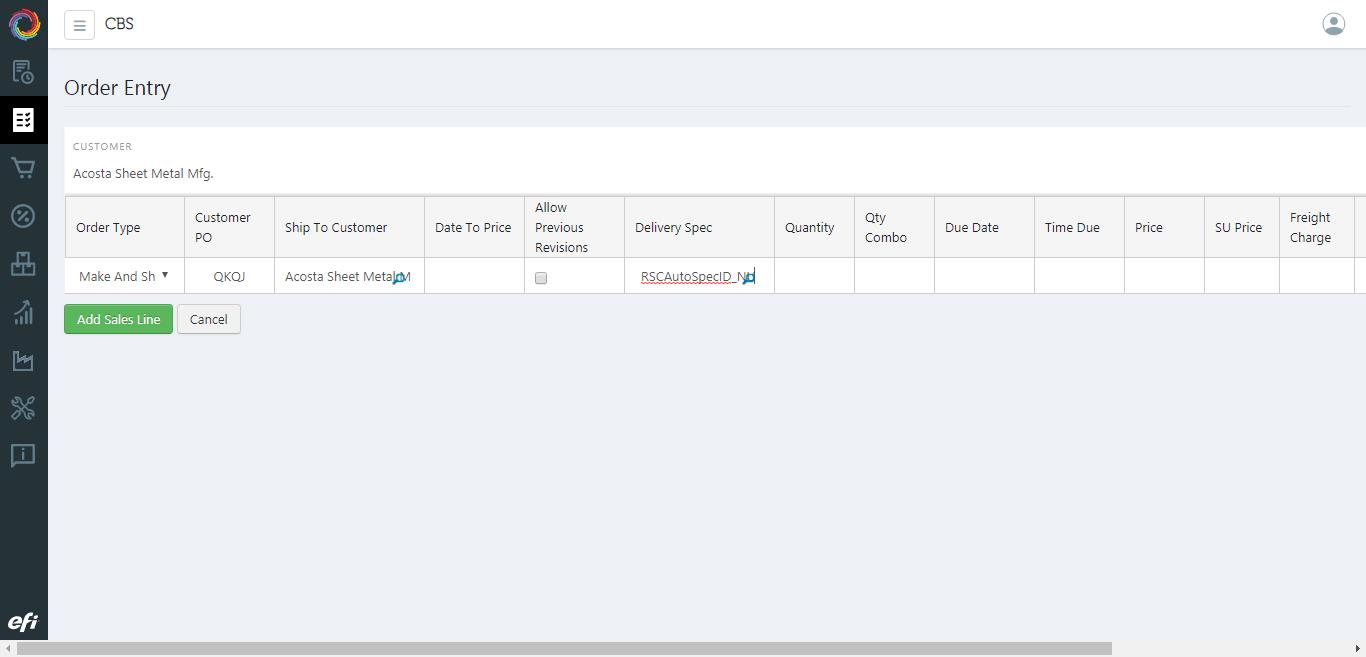 CBS
Order Entry
CUSTOMER
Acosta Sheet Metal Mfg.
Order Type
Customer
PO
Ship To Customer
Date To Price
Allow
Previous
Revisions
Delivery Spec
Quantity
Qty
Combo
Due Date
Time Due
Price
SU Price
Freight
Charge
Make And Sh
QKQJ
Acosta Sheet Metal M
RSCAutoSpecID_N
Add Sales Line
Cancel
efi